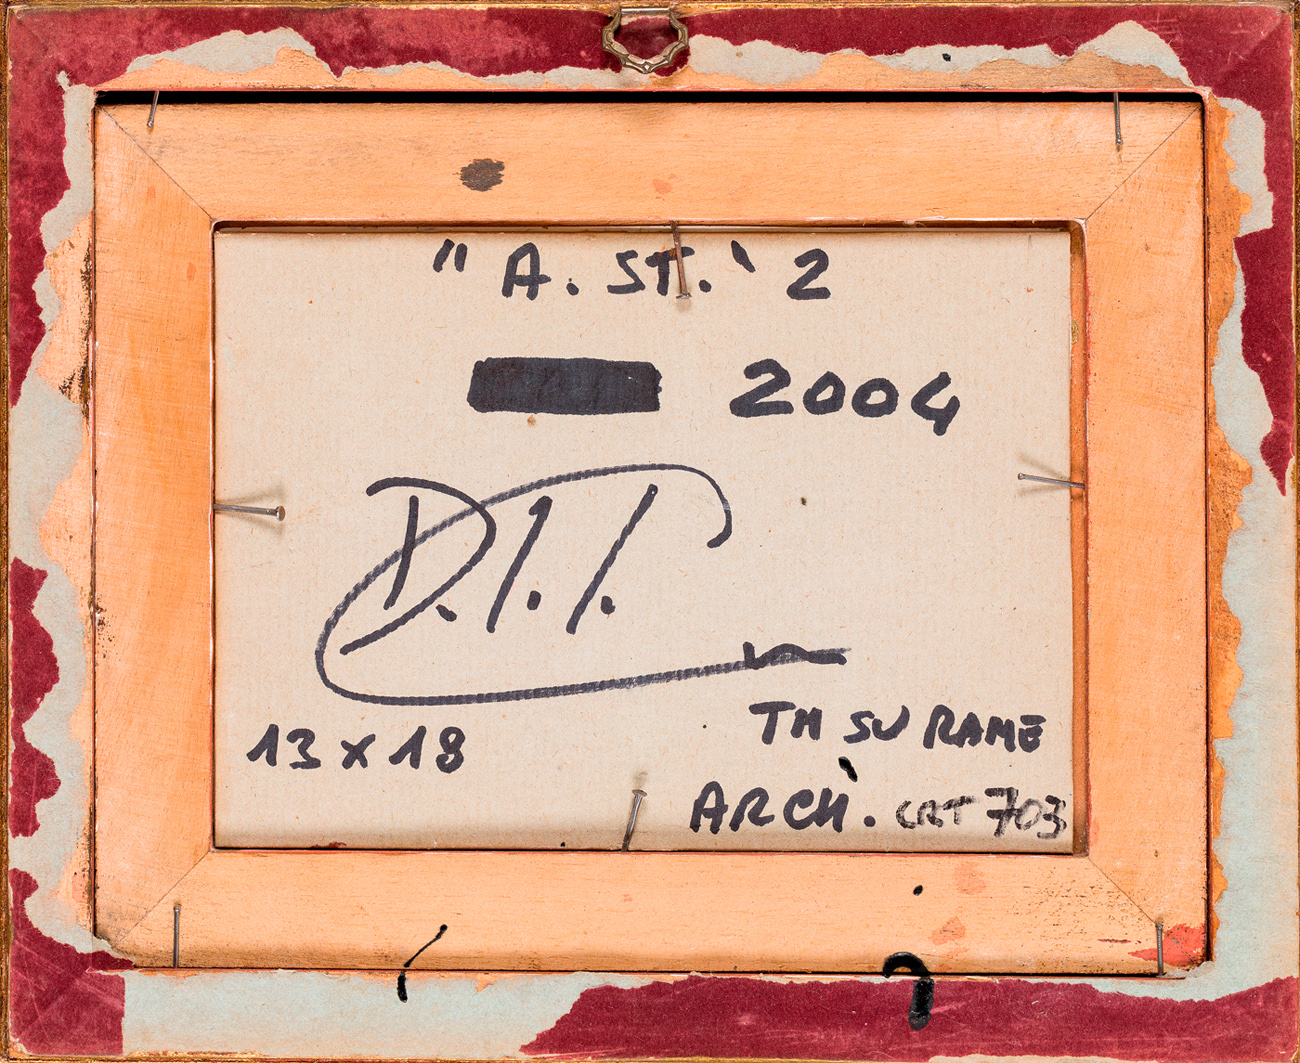 "A. ST." 2
2004
D.I.I.
13 x 18
TM SU RAME
ARCH. CRT 703